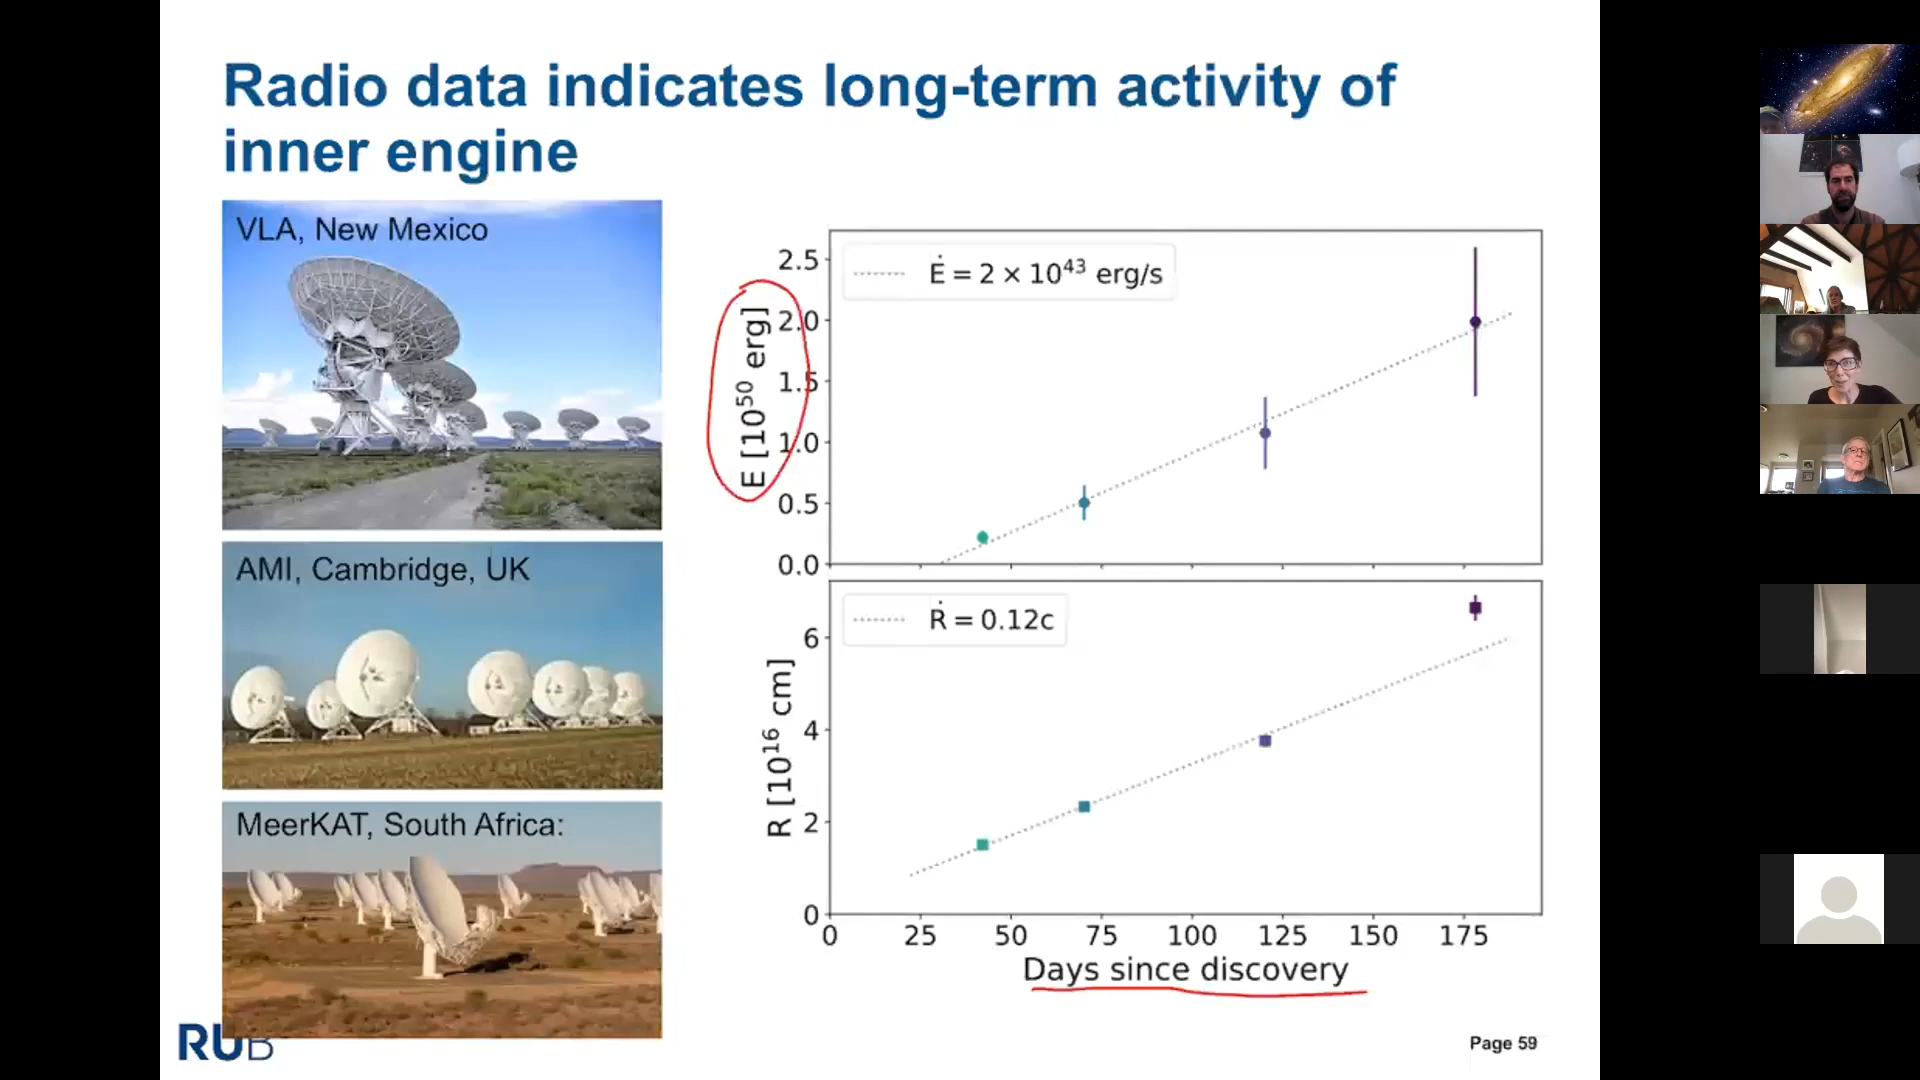 Radio data indicates long-term activity of
inner engine
VLA, New Mexico
AMI, Cambridge, UK
MeerKAT, South Africa:
E [10⁵⁰ erg]
2.5
2.0
1.5
1.0
0.5
0.0
Ė = 2 × 10⁴³ erg/s
R [10¹⁶ cm]
6
4
2
0
Ṙ = 0.12c
0 25 50 75 100 125 150 175
Days since discovery
RUB
Page 59